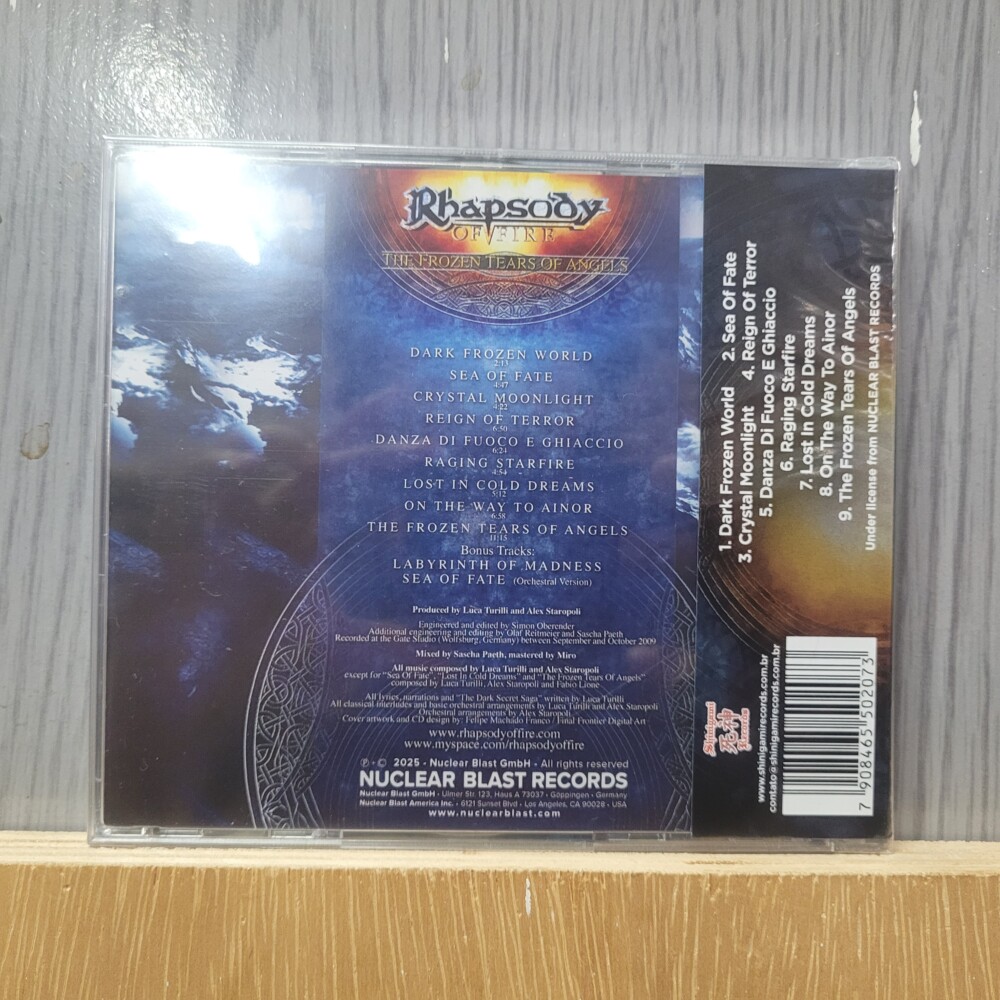 Rhapsody
OF FIRE
THE FROZEN TEARS OF ANGELS
DARK FROZEN WORLD
2:13
SEA OF FATE
4:47
CRYSTAL MOONLIGHT
4:22
REIGN OF TERROR
6:50
DANZA DI FUOCO E GHIACCIO
6:24
RAGING STARFIRE
4:54
LOST IN COLD DREAMS
5:12
ON THE WAY TO AINOR
6:58
THE FROZEN TEARS OF ANGELS
11:15
Bonus Tracks:
LABYRINTH OF MADNESS
SEA OF FATE (Orchestral Version)
Produced by Luca Turilli and Alex Staropoli
Engineered and edited by Simon Oberender
Additional engineering and editing by Olaf Reitmeier and Sascha Paeth
Recorded at the Gate Studio (Wolfsburg, Germany) between September and October 2009
Mixed by Sascha Paeth, mastered by Miro
All music composed by Luca Turilli and Alex Staropoli
except for "Sea Of Fate", "Lost In Cold Dreams" and "The Frozen Tears Of Angels"
composed by Luca Turilli, Alex Staropoli and Fabio Lione
All lyrics, narrations and "The Dark Secret Saga" written by Luca Turilli
All classical interludes and basic orchestral arrangements by Luca Turilli and Alex Staropoli
Orchestral arrangements by Alex Staropoli
Cover artwork and CD design by: Felipe Machado Franco / Final Frontier Digital Art
www.rhapsodyoffire.com
www.myspace.com/rhapsodyoffire
℗ • © 2025 - Nuclear Blast GmbH - All rights reserved
NUCLEAR BLAST RECORDS
Nuclear Blast GmbH • Ulmer Str. 123, Haus A 73037 • Göppingen • Germany
Nuclear Blast America Inc. • 6121 Sunset Blvd • Los Angeles, CA 90028 • USA
www.nuclearblast.com
1. Dark Frozen World 2. Sea Of Fate
3. Crystal Moonlight 4. Reign Of Terror
5. Danza Di Fuoco E Ghiaccio
6. Raging Starfire
7. Lost In Cold Dreams
8. On The Way To Ainor
9. The Frozen Tears Of Angels
Under license from NUCLEAR BLAST RECORDS
Shinigami
死神
Records
www.shinigamirecords.com.br
contato@shinigamirecords.com.br
7 908465 502073